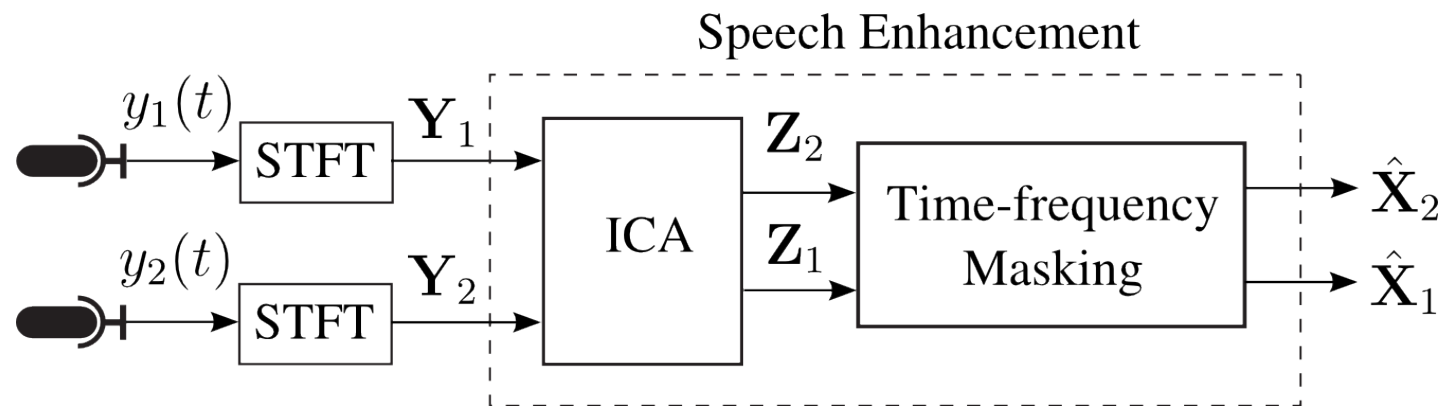 Speech Enhancement
y₁(t)
STFT
Y₁
y₂(t)
STFT
Y₂
ICA
Z₂
Z₁
Time-frequency
Masking
X̂₂
X̂₁